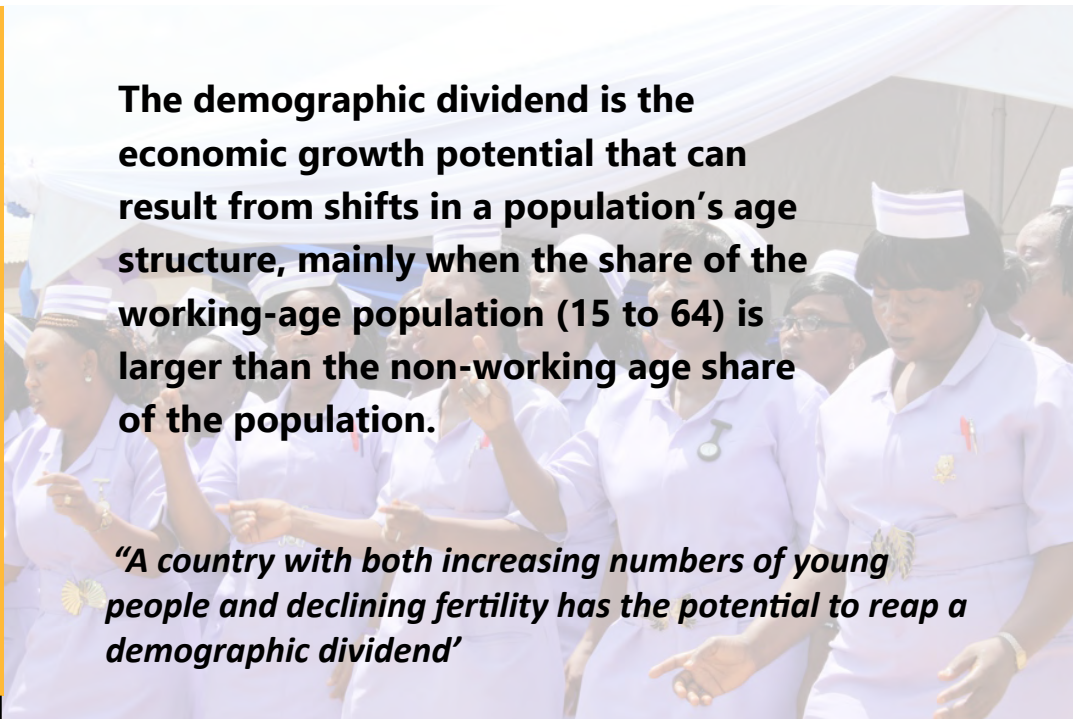 The demographic dividend is the
economic growth potential that can
result from shifts in a population’s age
structure, mainly when the share of the
working-age population (15 to 64) is
larger than the non-working age share
of the population.
“A country with both increasing numbers of young
people and declining fertility has the potential to reap a
demographic dividend’